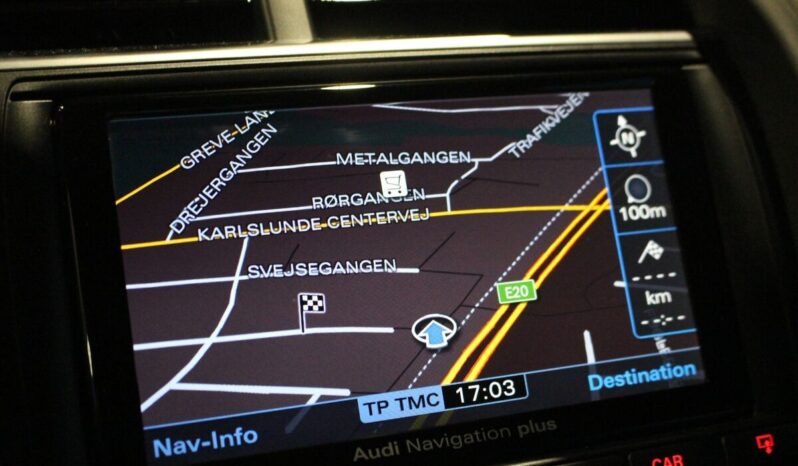 GREVE LAN
DREJERGANGEN
METALGANGEN
TRAFIKVEJEN
N
RØRGANGEN
100m
KARLSLUNDE CENTERVEJ
SVEJSEGANGEN
E20
km
TP TMC 17:03
Destination
Nav-Info
Audi Navigation plus
CAR